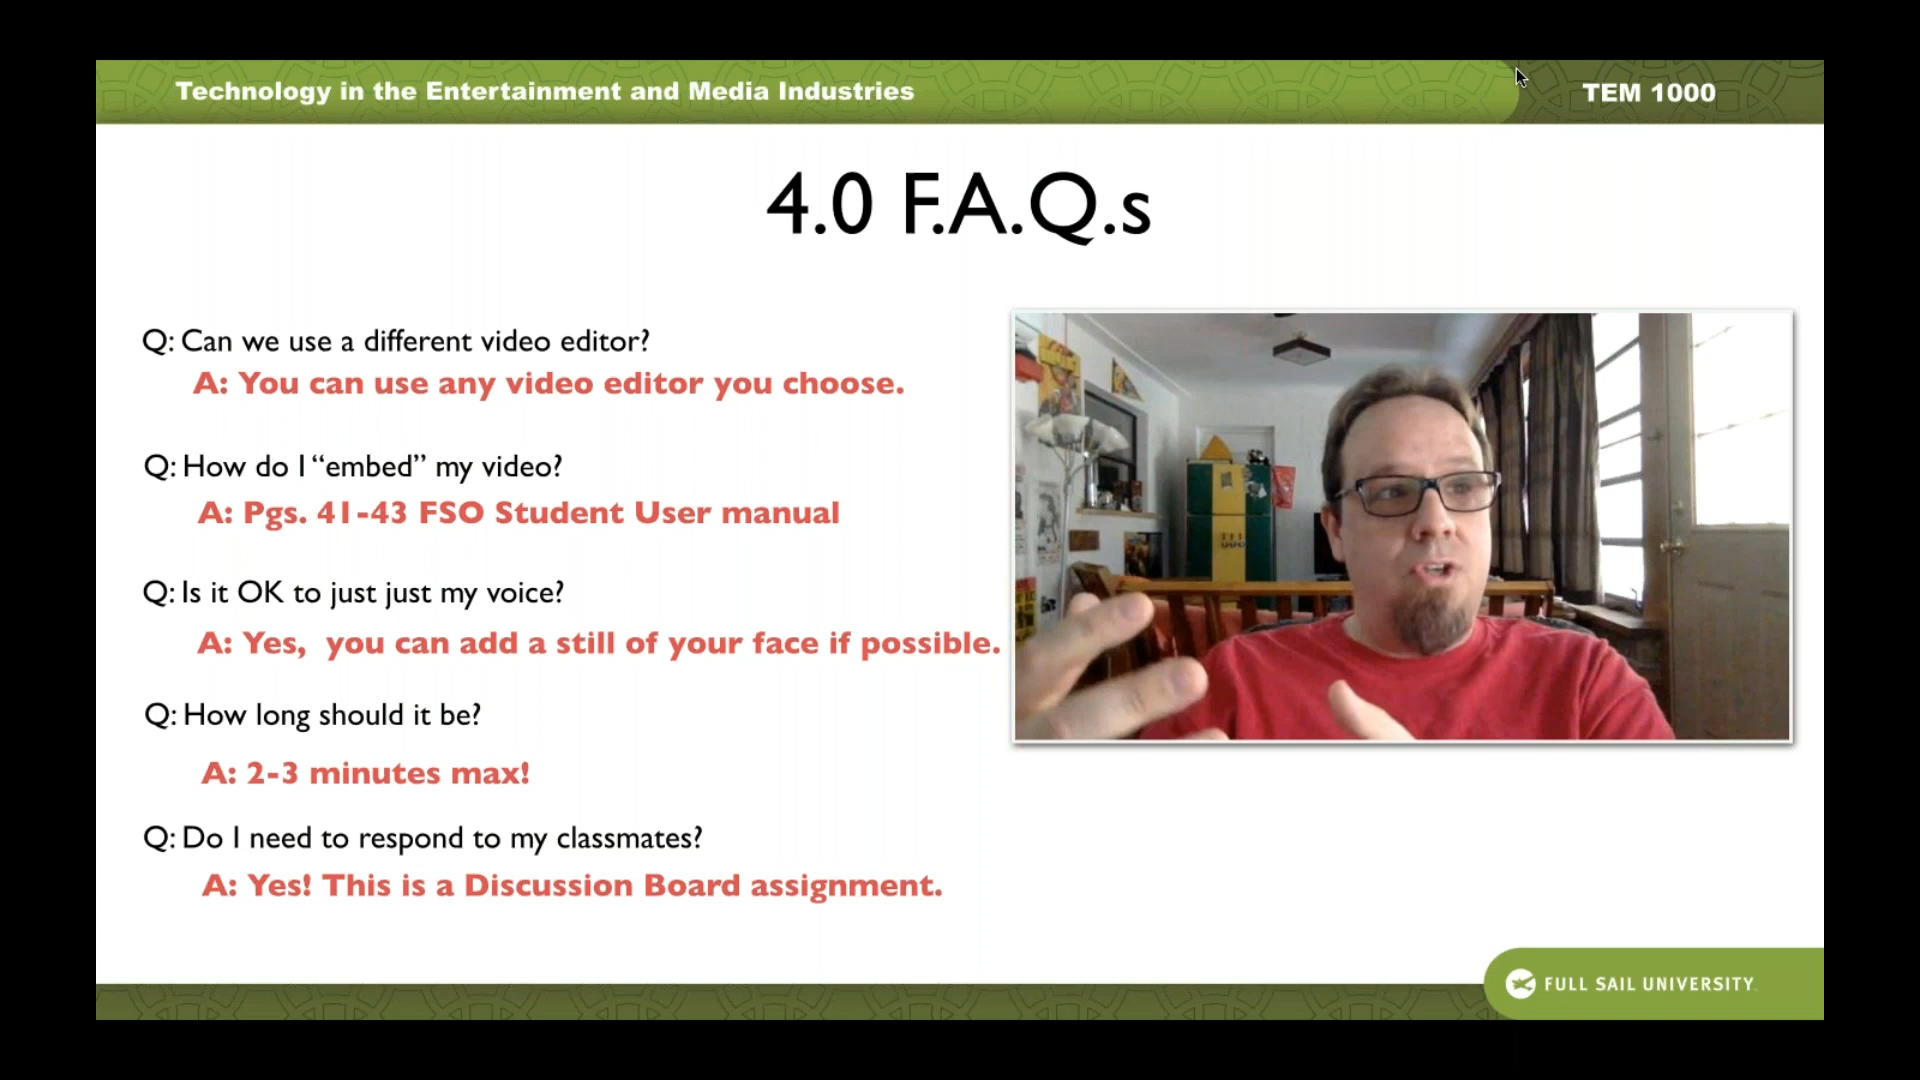 Technology in the Entertainment and Media Industries
TEM 1000
4.0 F.A.Q.s
Q: Can we use a different video editor?
A: You can use any video editor you choose.
Q: How do I “embed” my video?
A: Pgs. 41-43 FSO Student User manual
Q: Is it OK to just just my voice?
A: Yes,  you can add a still of your face if possible.
Q: How long should it be?
A: 2-3 minutes max!
Q: Do I need to respond to my classmates?
A: Yes! This is a Discussion Board assignment.
FULL SAIL UNIVERSITY